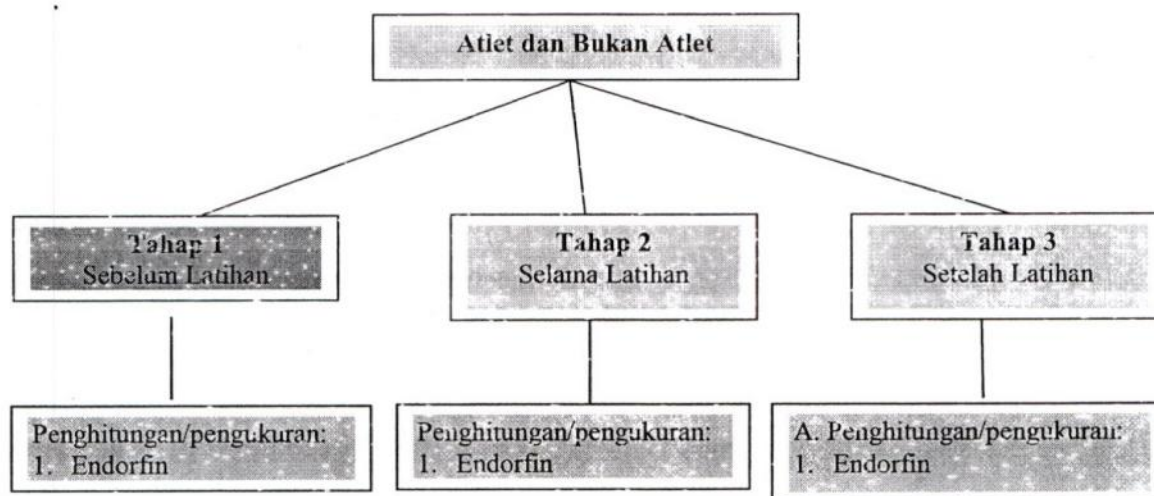 Atlet dan Bukan Atlet
Tahap 1
Sebelum Latihan
Tahap 2
Selama Latihan
Tahap 3
Setelah Latihan
Penghitungan/pengukuran:
1. Endorfin
Penghitungan/pengukuran:
1. Endorfin
A. Penghitungan/pengukuran:
1. Endorfin